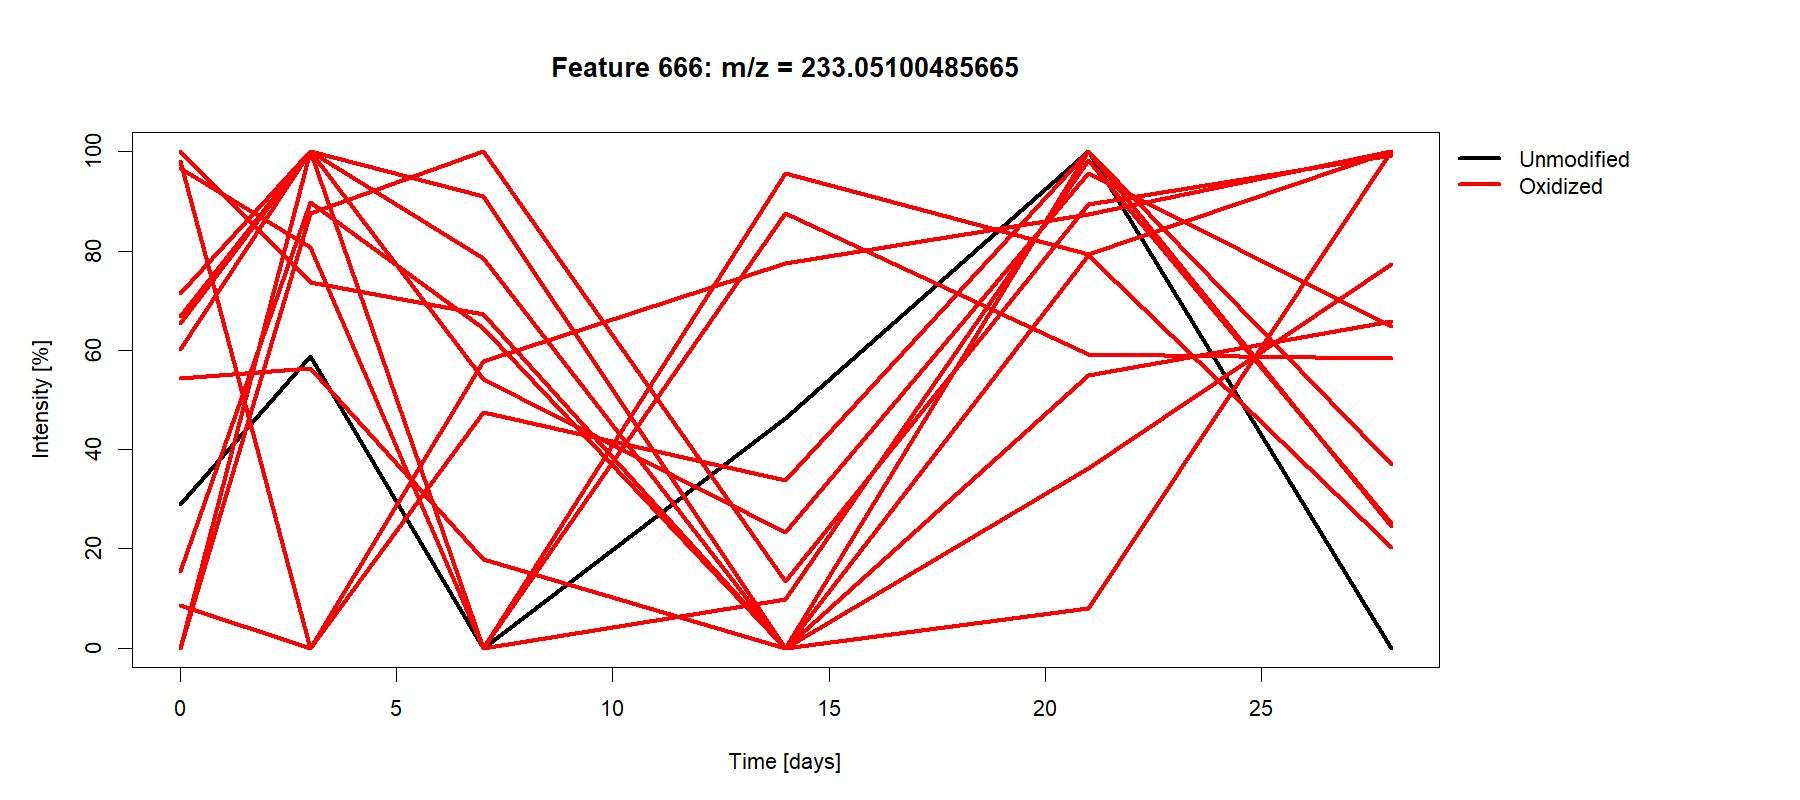 Feature 666: m/z = 233.05100485665
Unmodified
Oxidized
Intensity [%]
100
80
60
40
20
0
0 5 10 15 20 25
Time [days]